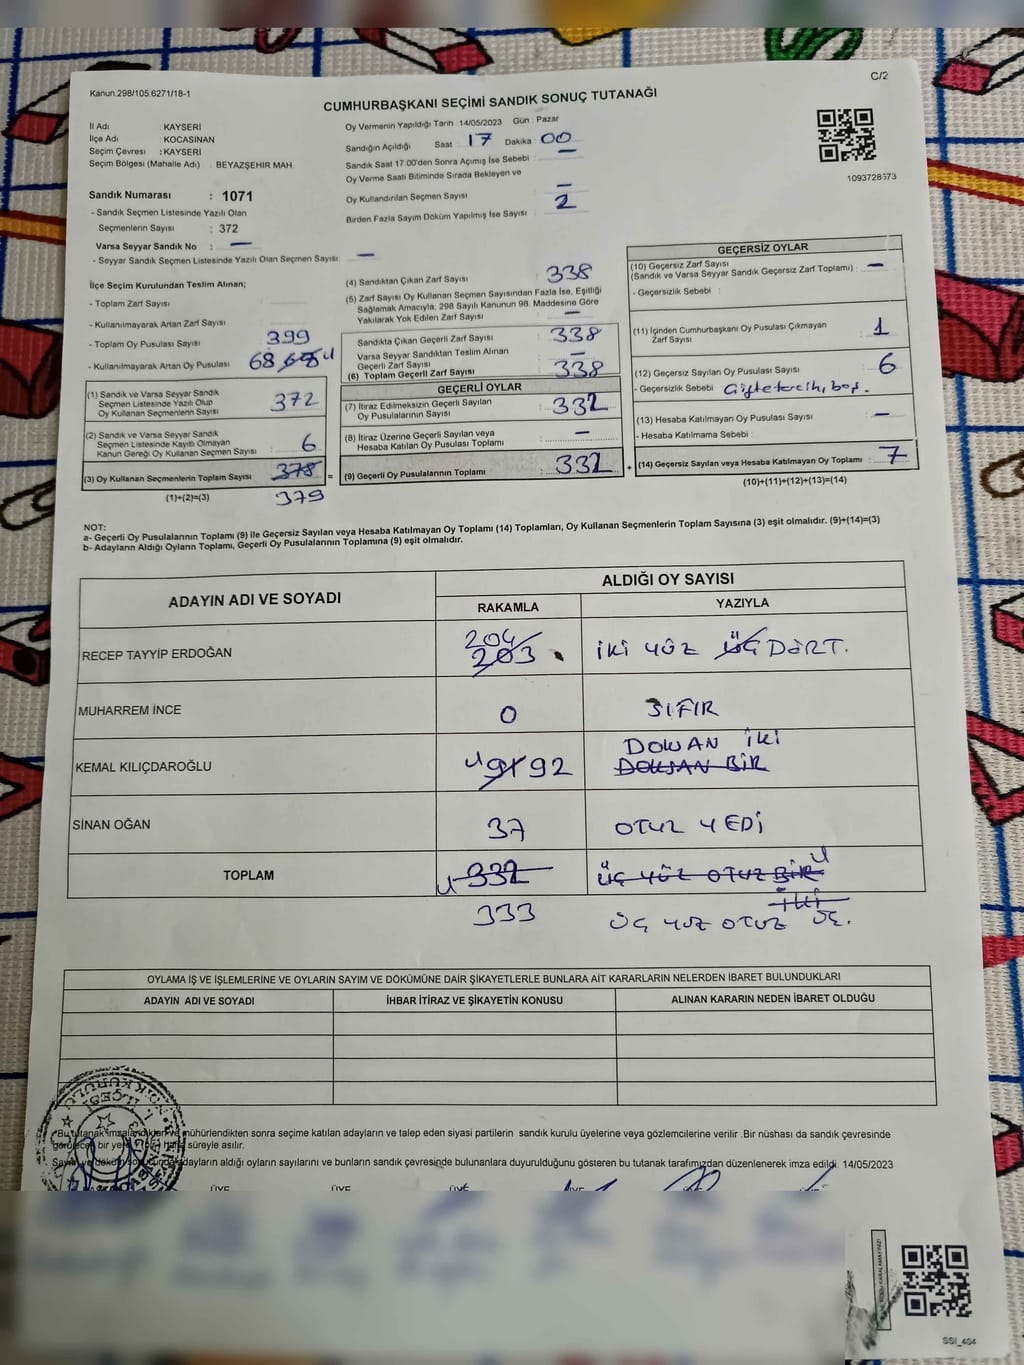 Kanun.298/105.6271/18-1
C/2
CUMHURBAŞKANI SEÇİMİ SANDIK SONUÇ TUTANAĞI
İl Adı : KAYSERİ
İlçe Adı : KOCASİNAN
Seçim Çevresi : KAYSERİ
Seçim Bölgesi (Mahalle Adı) : BEYAZŞEHİR MAH.
Sandık Numarası : 1071
- Sandık Seçmen Listesinde Yazılı Olan
Seçmenlerin Sayısı : 372
Varsa Seyyar Sandık No : —
- Seyyar Sandık Seçmen Listesinde Yazılı Olan Seçmen Sayısı —
Oy Vermenin Yapıldığı Tarih 14/05/2023 Gün : Pazar
Sandığın Açıldığı Saat 17 Dakika : 00
Sandık Saat 17 00'den Sonra Açımış İse Sebebi : —
Oy Verme Saati Bitiminde Sırada Bekleyen ve
Oy Kullandırılan Seçmen Sayısı —
Birden Fazla Sayım Döküm Yapılmış İse Sayısı 2
1093728573
İlçe Seçim Kurulundan Teslim Alınan;
- Toplam Zarf Sayısı
- Kullanılmayarak Artan Zarf Sayısı
- Toplam Oy Pusulası Sayısı 399
- Kullanılmayarak Artan Oy Pusulası 68
(1) Sandık ve Varsa Seyyar Sandık
Seçmen Listesinde Yazılı Olup
Oy Kullanan Seçmenlerin Sayısı 372
(2) Sandık ve Varsa Seyyar Sandık
Seçmen Listesinde Kayıtlı Olmayan
Kanun Gereği Oy Kullanan Seçmen Sayısı : 6
(3) Oy Kullanan Seçmenlerin Toplam Sayısı 378 =
(1)+(2)=(3) 379
(4) Sandıktan Çıkan Zarf Sayısı 338
(5) Zarf Sayısı Oy Kullanan Seçmen Sayısından Fazla İse, Eşitliği
Sağlamak Amacıyla, 298 Sayılı Kanunun 98. Maddesine Göre
Yakılarak Yok Edilen Zarf Sayısı —
Sandıkta Çıkan Geçerli Zarf Sayısı 338
Varsa Seyyar Sandıktan Teslim Alınan
Geçerli Zarf Sayısı —
(6) Toplam Geçerli Zarf Sayısı 338
GEÇERLİ OYLAR
(7) İtiraz Edilmeksizin Geçerli Sayılan
Oy Pusulalarının Sayısı 332
(8) İtiraz Üzerine Geçerli Sayılan veya
Hesaba Katılan Oy Pusulası Toplamı —
(9) Geçerli Oy Pusulalarının Toplamı 332 +
GEÇERSİZ OYLAR
(10) Geçersiz Zarf Sayısı
(Sandık ve Varsa Seyyar Sandık Geçersiz Zarf Toplamı) : —
- Geçersizlik Sebebi :
(11) İçinden Cumhurbaşkanı Oy Pusulası Çıkmayan
Zarf Sayısı 1
(12) Geçersiz Sayılan Oy Pusulası Sayısı 6
- Geçersizlik Sebebi Çifte tercih, boş.
(13) Hesaba Katılmayan Oy Pusulası Sayısı —
- Hesaba Katılmama Sebebi :
(14) Geçersiz Sayılan veya Hesaba Katılmayan Oy Toplamı 7
(10)+(11)+(12)+(13)=(14)
NOT:
a- Geçerli Oy Pusulalarının Toplamı (9) ile Geçersiz Sayılan veya Hesaba Katılmayan Oy Toplamı (14) Toplamları, Oy Kullanan Seçmenlerin Toplam Sayısına (3) eşit olmalıdır. (9)+(14)=(3)
b- Adayların Aldığı Oyların Toplamı, Geçerli Oy Pusulalarının Toplamına (9) eşit olmalıdır.
ADAYIN ADI VE SOYADI
ALDIĞI OY SAYISI
RAKAMLA YAZIYLA
204
RECEP TAYYİP ERDOĞAN 203 İKİ YÜZ ÜÇ DÖRT.
MUHARREM İNCE 0 SIFIR
DOKSAN İKİ
KEMAL KILIÇDAROĞLU 91 92 DOKSAN BİR
SİNAN OĞAN 37 OTUZ YEDİ
TOPLAM 332 ÜÇ YÜZ OTUZ BİR
İKİ
333 ÜÇ YÜZ OTUZ ÜÇ.
OYLAMA İŞ VE İŞLEMLERİNE VE OYLARIN SAYIM VE DÖKÜMÜNE DAİR ŞİKAYETLERLE BUNLARA AİT KARARLARIN NELERDEN İBARET BULUNDUKLARI
ADAYIN ADI VE SOYADI İHBAR İTİRAZ VE ŞİKAYETİN KONUSU ALINAN KARARIN NEDEN İBARET OLDUĞU
Bu tutanak imzalandıktan ve mühürlendikten sonra seçime katılan adayların ve talep eden siyasi partilerin sandık kurulu üyelerine veya gözlemcilerine verilir .Bir nüshası da sandık çevresinde
bir yere hafta süreyle asılır.
adayların aldığı oyların sayılarını ve bunların sandık çevresinde bulunanlara duyurulduğunu gösteren bu tutanak tarafımızdan düzenlenerek imza edildi. 14/05/2023
ÜYE ÜYE ÜYE ÜYE
SSI_404